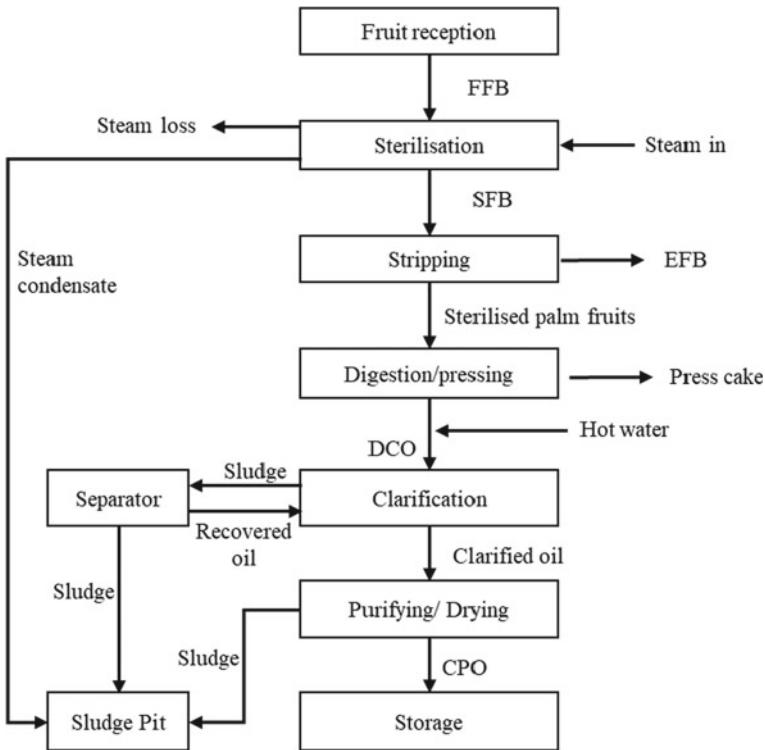 Fruit reception
FFB
Steam loss
Sterilisation
Steam in
SFB
Steam
condensate
Stripping
EFB
Sterilised palm fruits
Digestion/pressing
Press cake
Hot water
DCO
Sludge
Separator
Clarification
Recovered
oil
Clarified oil
Sludge
Purifying/ Drying
Sludge
CPO
Sludge Pit
Storage